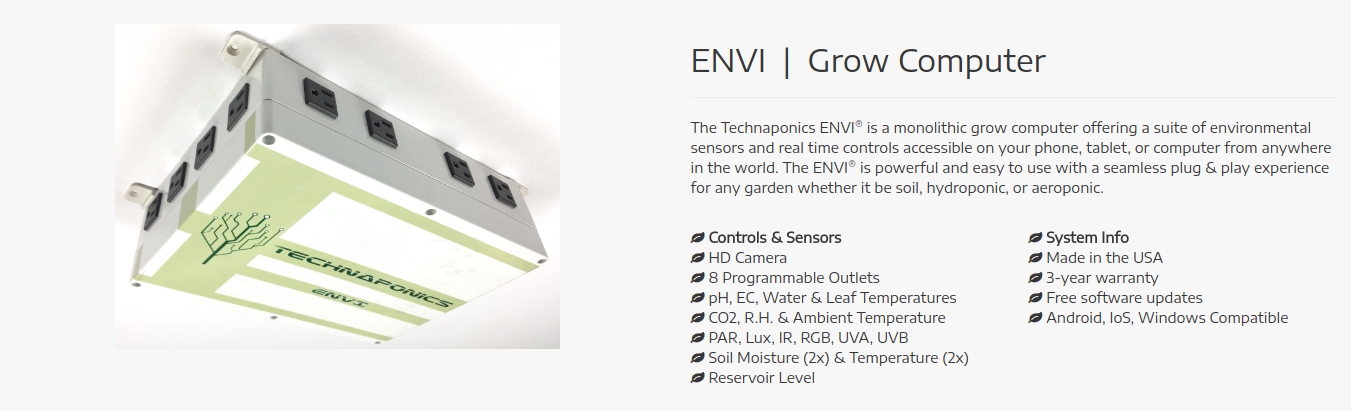 ENVI | Grow Computer
The Technaponics ENVI® is a monolithic grow computer offering a suite of environmental
sensors and real time controls accessible on your phone, tablet, or computer from anywhere
in the world. The ENVI® is powerful and easy to use with a seamless plug & play experience
for any garden whether it be soil, hydroponic, or aeroponic.
Controls & Sensors
HD Camera
8 Programmable Outlets
pH, EC, Water & Leaf Temperatures
CO2, R.H. & Ambient Temperature
PAR, Lux, IR, RGB, UVA, UVB
Soil Moisture (2x) & Temperature (2x)
Reservoir Level
System Info
Made in the USA
3-year warranty
Free software updates
Android, IoS, Windows Compatible
TECHNAPONICS
ENVI